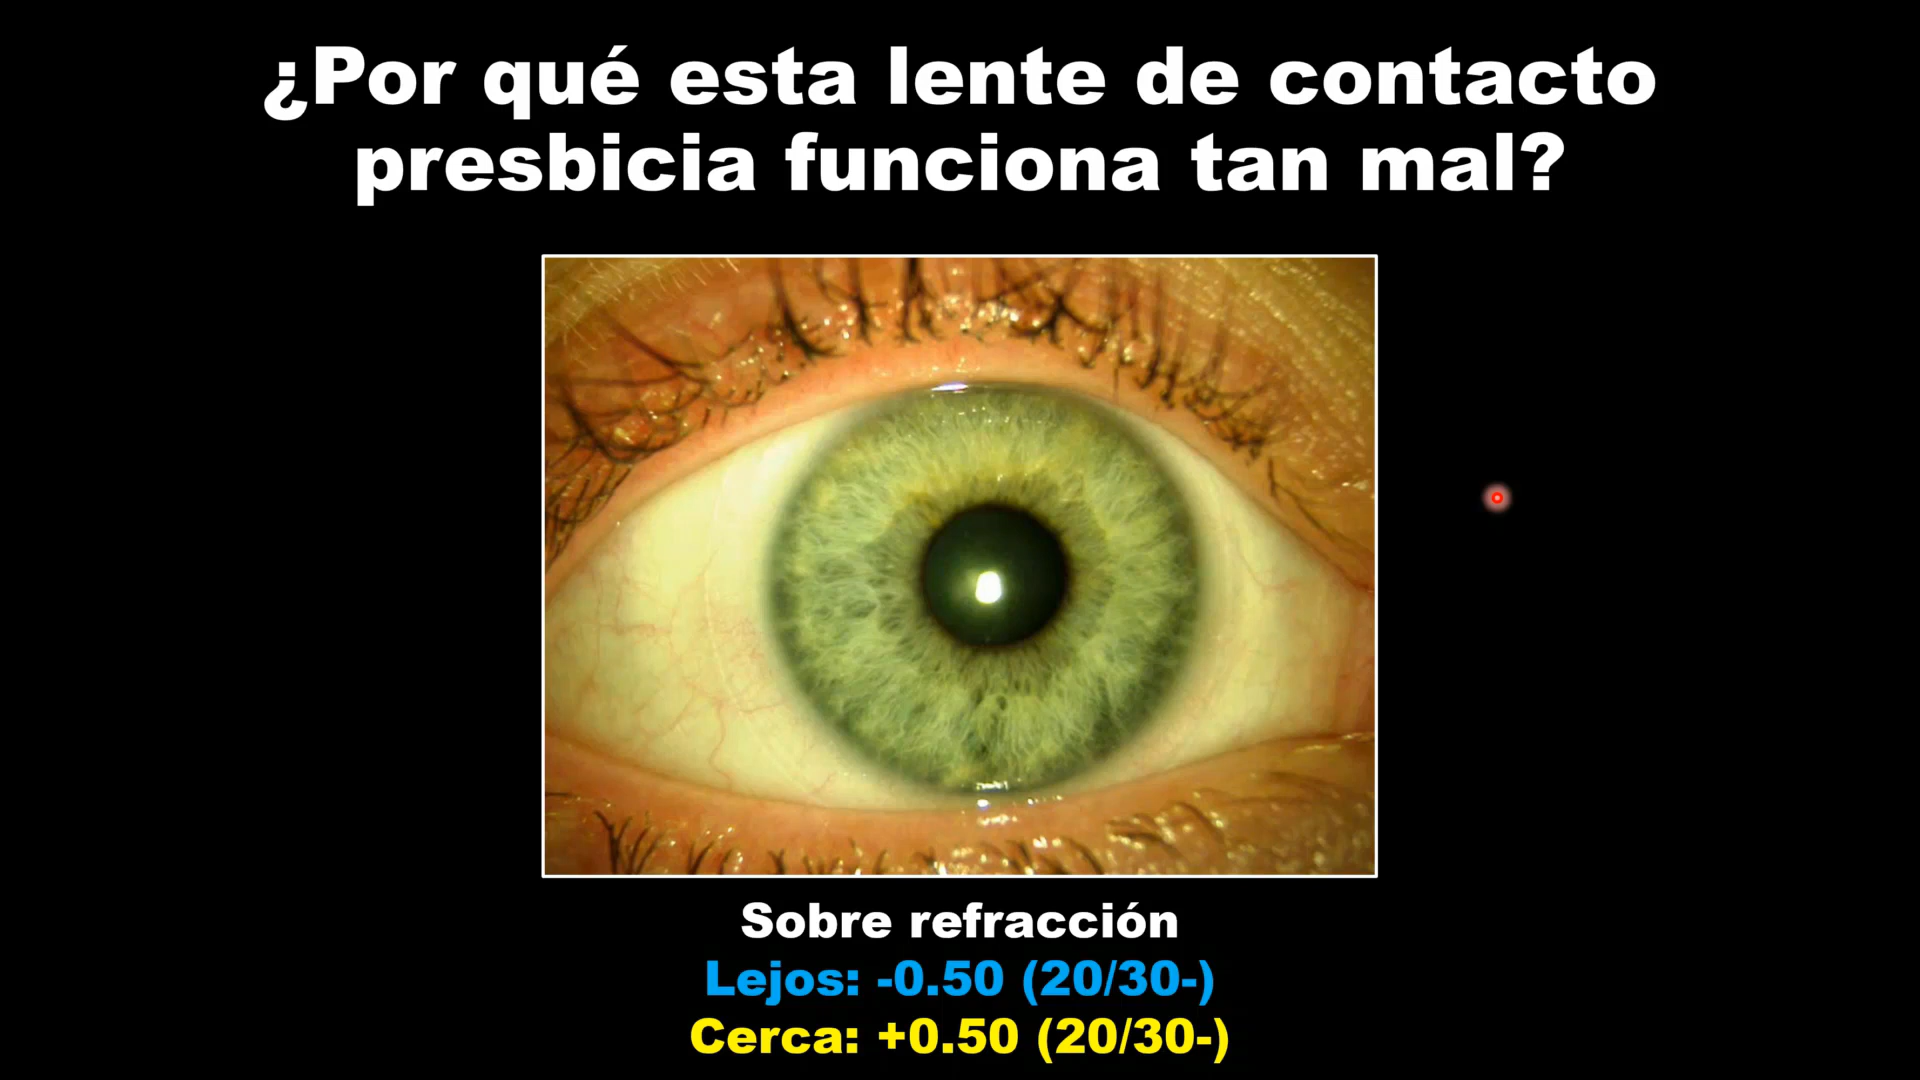 ¿Por qué esta lente de contacto
presbicia funciona tan mal?
Sobre refracción
Lejos: -0.50 (20/30-)
Cerca: +0.50 (20/30-)